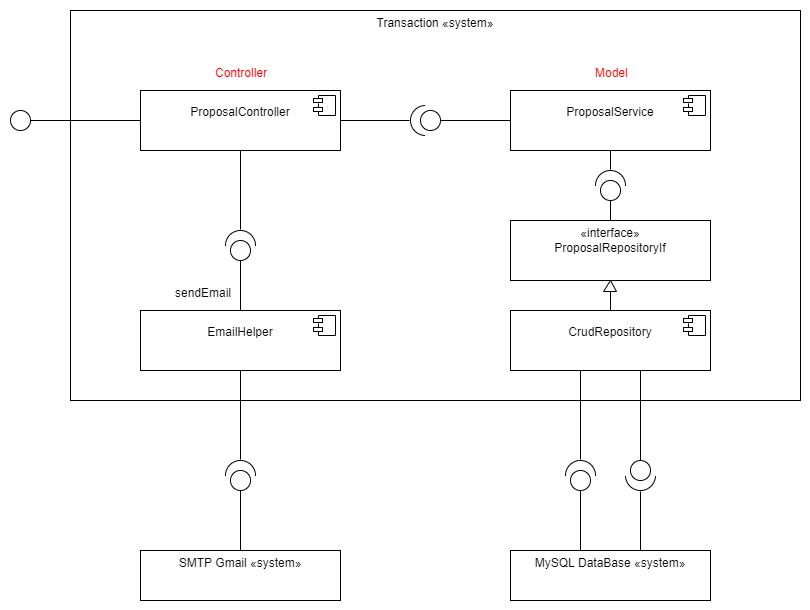 Transaction «system»
Controller
Model
ProposalController
ProposalService
«interface»
ProposalRepositoryIf
sendEmail
EmailHelper
CrudRepository
SMTP Gmail «system»
MySQL DataBase «system»